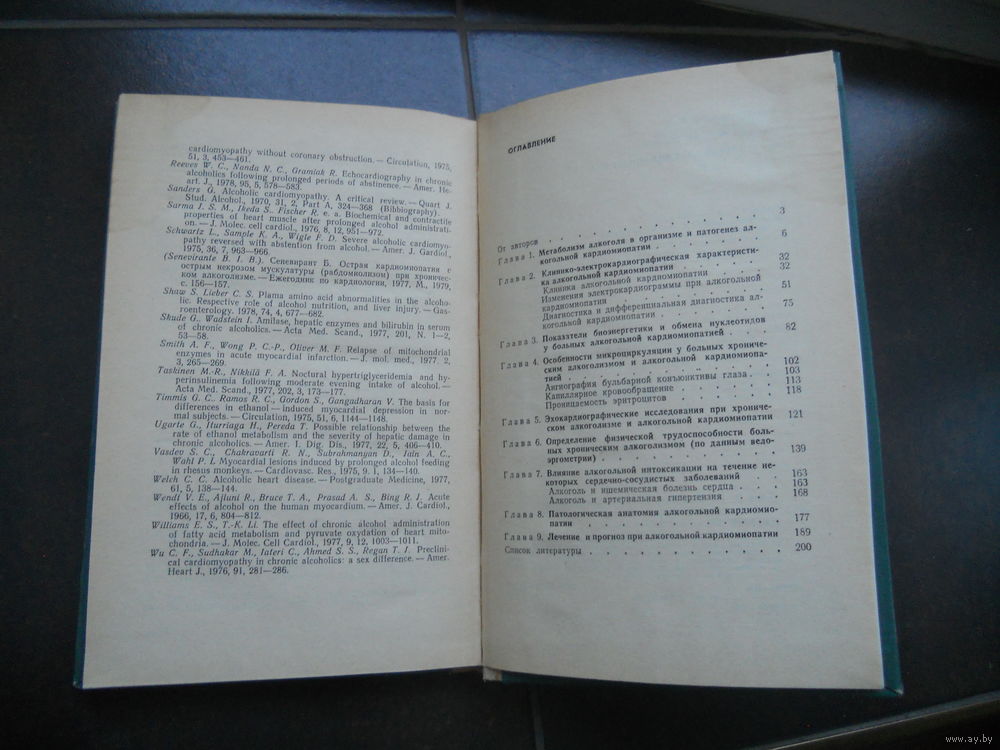 cardiomyopathy without coronary obstruction. — Circulation, 1975,
51, 3, 453—461.
Reeves W. C., Nanda N. C., Gramiak R. Echocardiography in chronic
alcoholics following prolonged periods of abstinence. — Amer. He-
art. J., 1978, 95, 5, 578—583.
Sanders G. Alcoholic cardiomyopathy. A critical review. — Quart J.
Stud. Alcohol., 1970, 31, 2, Part A, 324—368 (Bibbiography).
Sarma J. S. M., Ikeda S., Fischer R. e. a. Biochemical and contractile
properties of heart muscle after prolonged alcohol administrati-
on. — J. Molec. cell cardiol., 1976, 8, 12, 951—972.
Schwartz L., Sample K. A., Wigle F. D. Severe alcoholic cardiomyo-
pathy reversed with abstention from alcohol. — Amer. J. Gardiol.,
1975, 36, 7, 963—966.
(Senevirante B. I. B.). Сеневирант Б. Острая кардиомиопатия с
острым некрозом мускулатуры (рабдомиолизом) при хроничес-
ком алкоголизме. — Ежегодник по кардиологии, 1977, М., 1979,
с. 156—157.
Shaw S. Lieber C. S. Plama amino acid abnormalities in the alcoho-
lic. Respective role of alcohol nutrition, and liver injury. — Gas-
roenterology. 1978, 74, 4, 677—682.
Shude G., Wadstein I. Amilase, hepatic enzymes and biliruhin in serum
of chronic alcoholics. — Acta Med. Scand., 1977, 201, N. 1—2,
53—58.
Smith A. F., Wong P. C.-P., Oliver M. F. Relapse of mitochondrial
enzymes in acute myocardial infarction. — J. mol. med., 1977 2,
3, 265—269.
Taskinen M.-R., Nikkilä F. A. Noctural hypertriglyceridemia and hy-
perinsulinemia following moderate evening intake of alcohol. —
Acta Med. Scand., 1977, 202, 3, 173—177.
Timmis G. C., Ramos R. C., Gordon S., Gangadharan V. The basis for
differences in ethanol — induced myocardial depression in nor-
mal subjects. — Circulation, 1975, 51, 6, 1144—1148.
Ugarte G., Iturriaga H., Pereda T. Possible relationship between the
rate of ethanol metabolism and the severity of hepatic damage in
chronic alcoholics. — Amer. I. Dig. Dis., 1977, 22, 5, 406—410.
Vasdeo S. C., Chakravarti R. N., Subrahmanyan D., Iain A. C.,
Wahl P. I. Myocardial lesions induced by prolonged alcohol feeding
in rhesus monkeys. — Cardiovasc. Res., 1975, 9, 1, 134—140.
Welch C. C. Alcoholic heart disease. — Postgraduate Medicine, 1977,
61, 5, 138—144.
Wendt V. E., Ajluni R., Bruce T. A., Prasad A. S., Bing R. J. Acute
effects of alcohol on the human myocardium. — Amer. J. Cardiol.,
1966, 17, 6, 804—812.
Williams E. S., T.-K. Li. The effect of chronic alcohol administration
of fatty acid metabolism and pyruvate oxydation of heart mito-
chondria. — J. Molec. Cell Cardiol., 1977, 9, 12, 1003—1011.
Wu C. F., Sudhakar M., Iateri C., Ahmed S. S., Regan T. I. Preclini-
cal cardiomyopathy in chronic alcoholics: a sex difference. — Amer.
Heart J., 1976, 91, 281—286.
ОГЛАВЛЕНИЕ
От авторов . . . . . . . . . . . . 3
Глава 1. Метаболизм алкоголя в организме и патогенез ал-
когольной кардиомиопатии . . . . . . . . 6
Глава 2. Клинико-электрокардиографическая характеристи-
ка алкогольной кардиомиопатии . . . . . . 32
Клиника алкогольной кардиомиопатии . . . . . 32
Изменения электрокардиограммы при алкогольной
кардиомиопатии . . . . . . . . . . 51
Диагностика и дифференциальная диагностика ал-
когольной кардиомиопатии . . . . . . . 75
Глава 3. Показатели биоэнергетики и обмена нуклеотидов
у больных алкогольной кардиомиопатией . . . 82
Глава 4. Особенности микроциркуляции у больных хрониче-
ским алкоголизмом и алкогольной кардиомиопа-
тией . . . . . . . . . . . . 102
Ангиография бульбарной конъюнктивы глаза . . . 103
Капиллярное кровообращение . . . . . . . 113
Проницаемость эритроцитов . . . . . . . 118
Глава 5. Эхокардиографические исследования при хрониче-
ском алкоголизме и алкогольной кардиомиопатии 121
Глава 6. Определение физической трудоспособности боль-
ных хроническим алкоголизмом (по данным вело-
эргометрии) . . . . . . . . . . . 139
Глава 7. Влияние алкогольной интоксикации на течение не-
которых сердечно-сосудистых заболеваний . . . 163
Алкоголь и ишемическая болезнь сердца . . . 163
Алкоголь и артериальная гипертензия . . . . 168
Глава 8. Патологическая анатомия алкогольной кардиомио-
патии . . . . . . . . . . . . 177
Глава 9. Лечение и прогноз при алкогольной кардиомиопатии 189
Список литературы . . . . . . . . . . . 200
www.ay.by